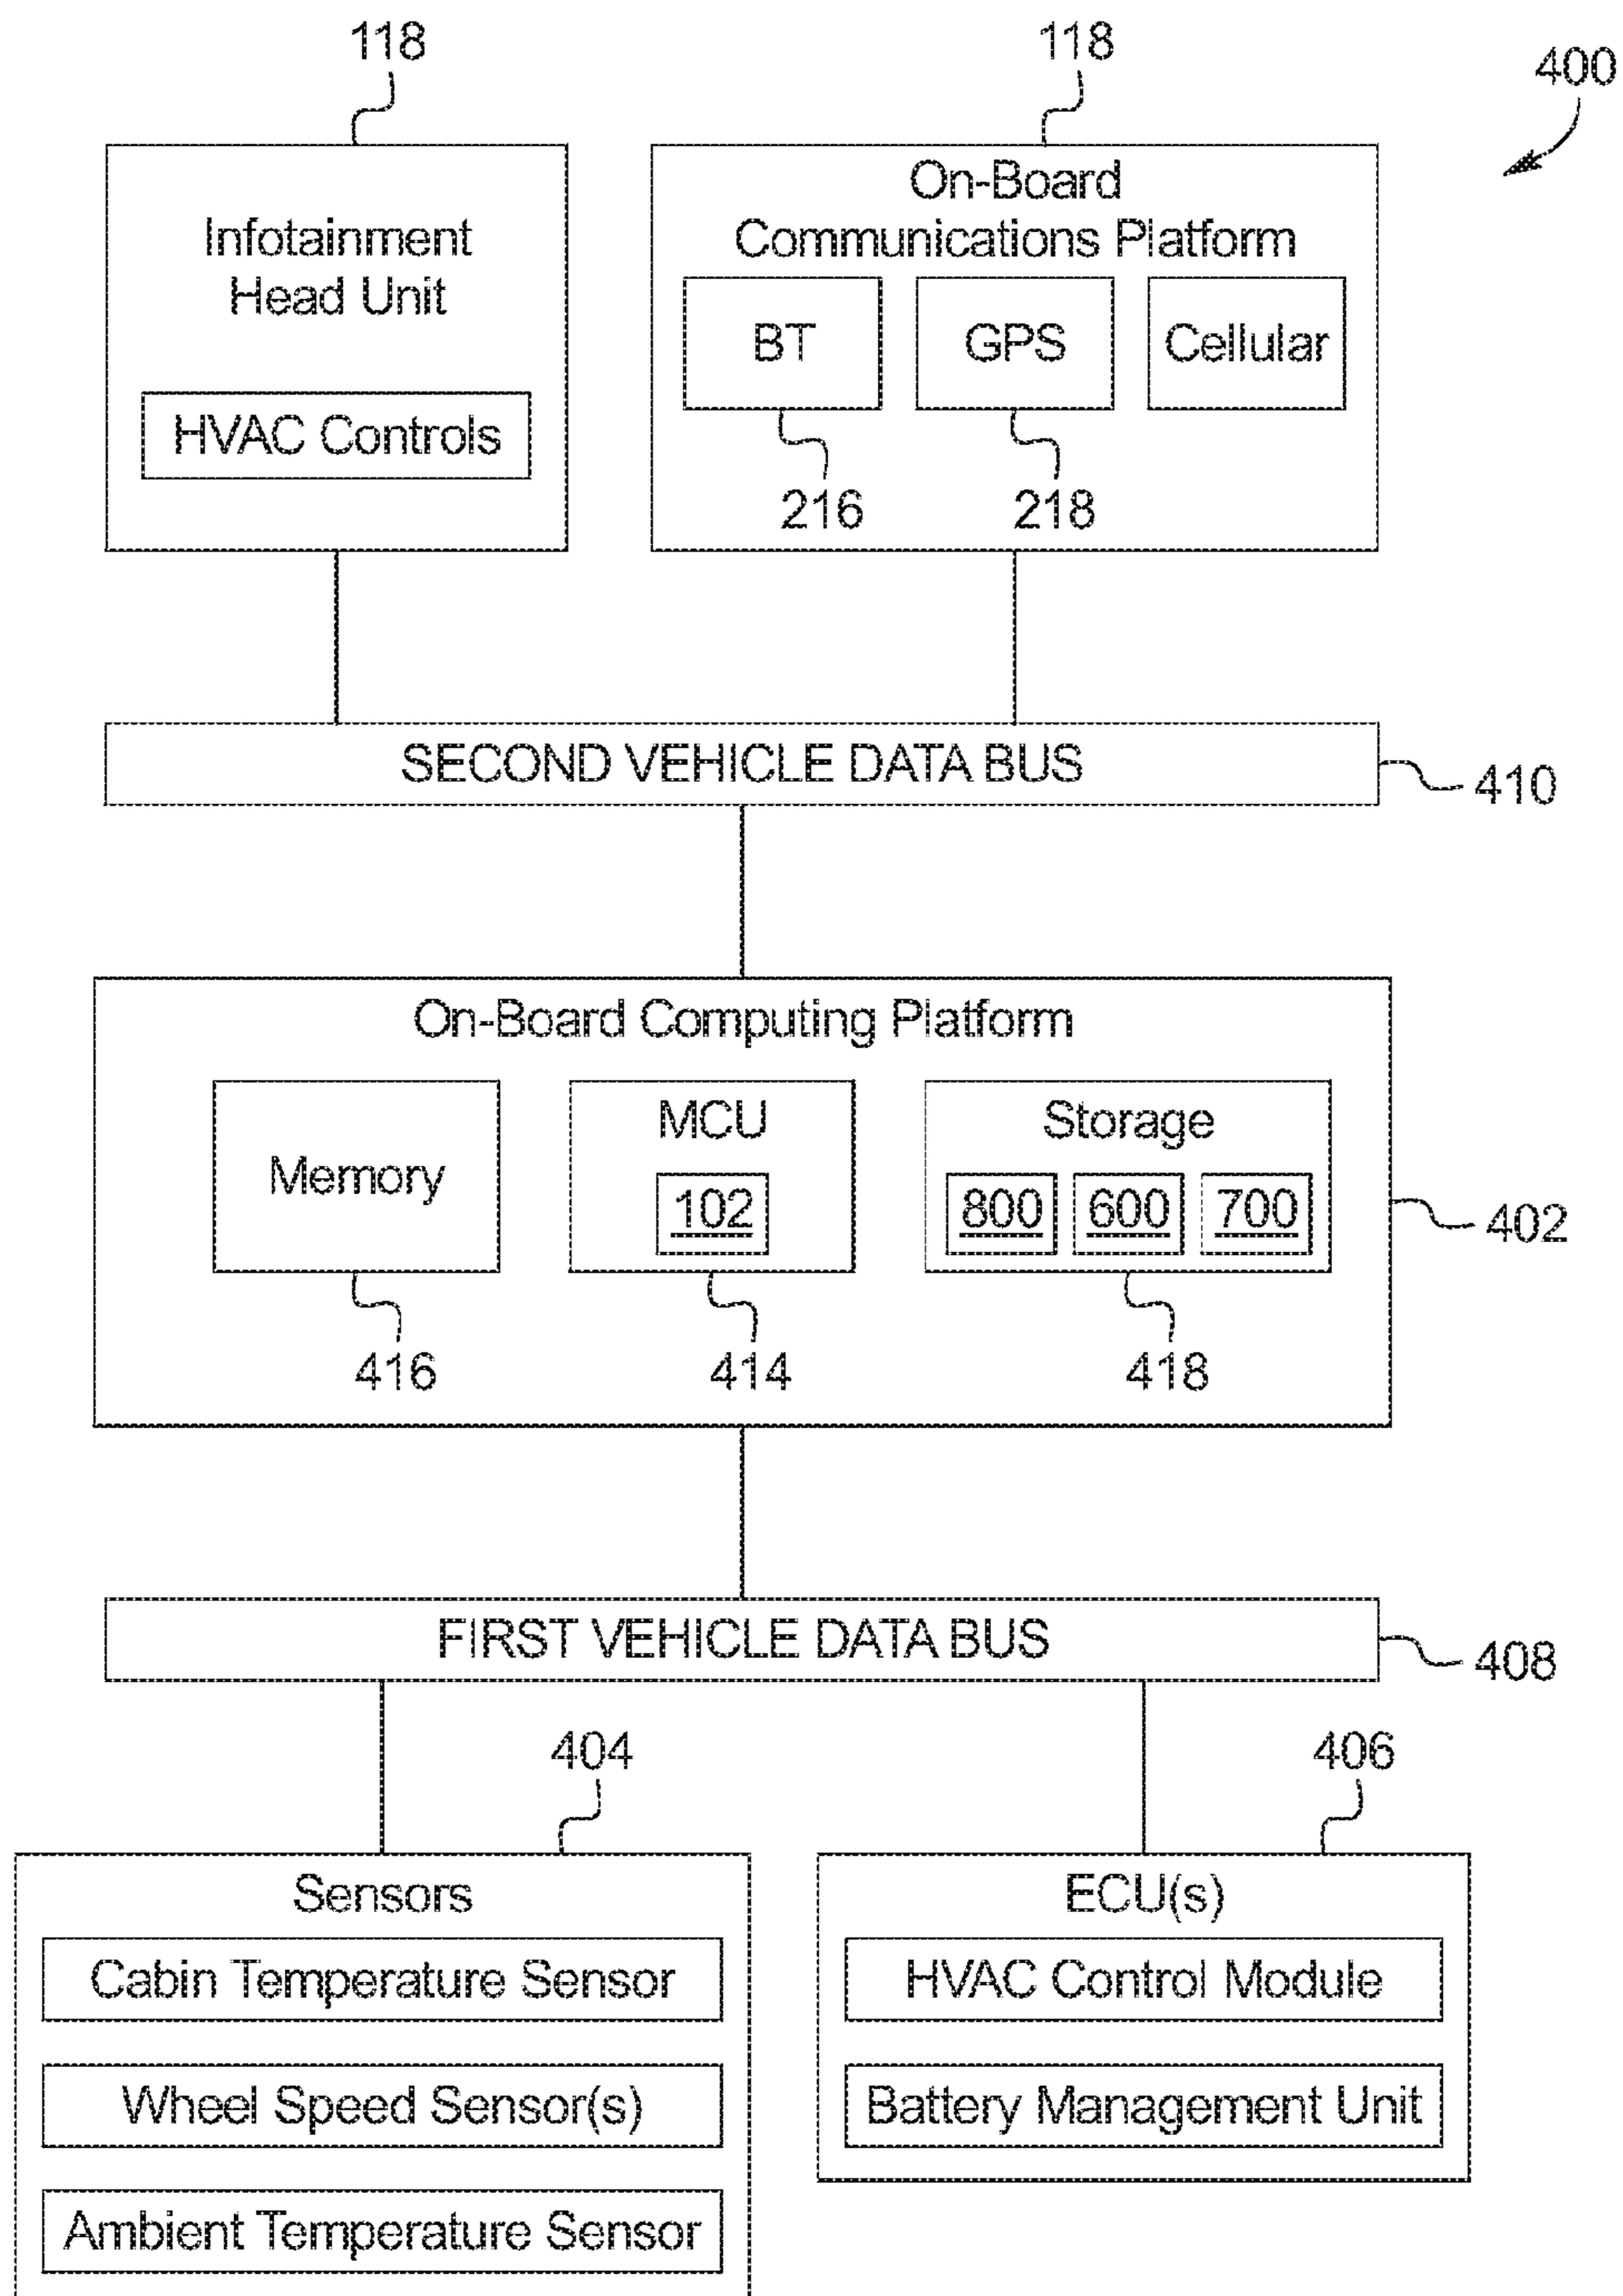 118
118
400
Infotainment
Head Unit
HVAC Controls
On-Board
Communications Platform
BT
GPS
Cellular
216
218
SECOND VEHICLE DATA BUS
410
On-Board Computing Platform
Memory
MCU
102
Storage
800
600
700
402
416
414
418
FIRST VEHICLE DATA BUS
408
404
406
Sensors
Cabin Temperature Sensor
Wheel Speed Sensor(s)
Ambient Temperature Sensor
ECU(s)
HVAC Control Module
Battery Management Unit